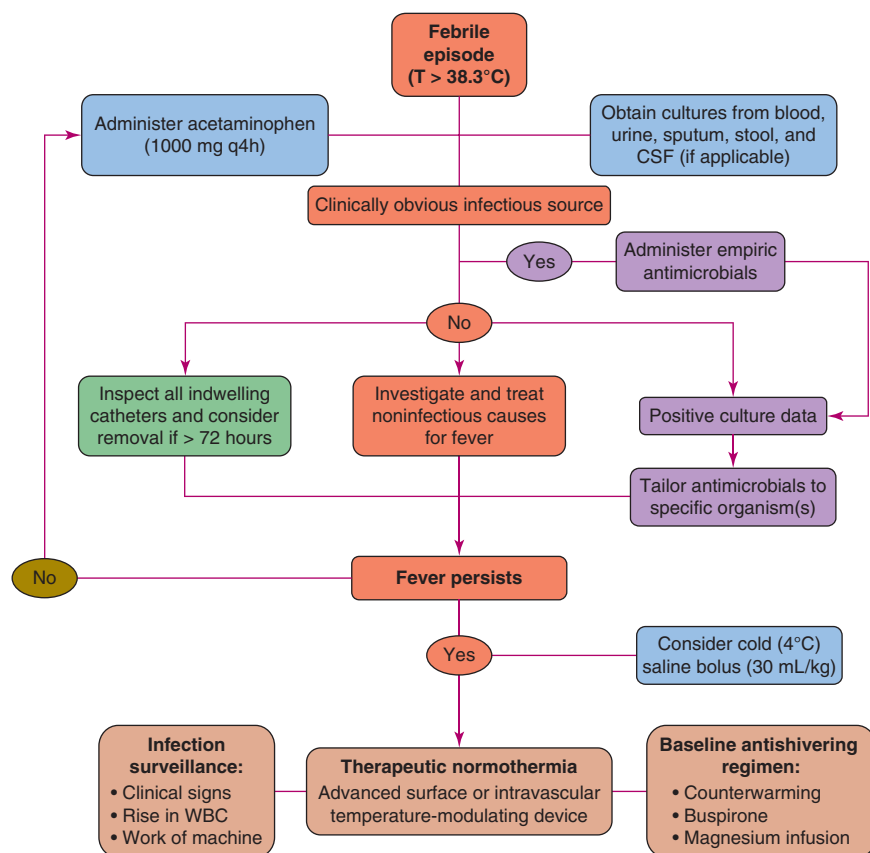 Febrile
episode
(T > 38.3°C)
Administer acetaminophen
(1000 mg q4h)
Obtain cultures from blood,
urine, sputum, stool, and
CSF (if applicable)
Clinically obvious infectious source
Yes
Administer empiric
antimicrobials
No
Inspect all indwelling
catheters and consider
removal if > 72 hours
Investigate and treat
noninfectious causes
for fever
Positive culture data
Tailor antimicrobials to
specific organism(s)
No
Fever persists
Yes
Consider cold (4°C)
saline bolus (30 mL/kg)
Infection
surveillance:
• Clinical signs
• Rise in WBC
• Work of machine
Therapeutic normothermia
Advanced surface or intravascular
temperature-modulating device
Baseline antishivering
regimen:
• Counterwarming
• Buspirone
• Magnesium infusion